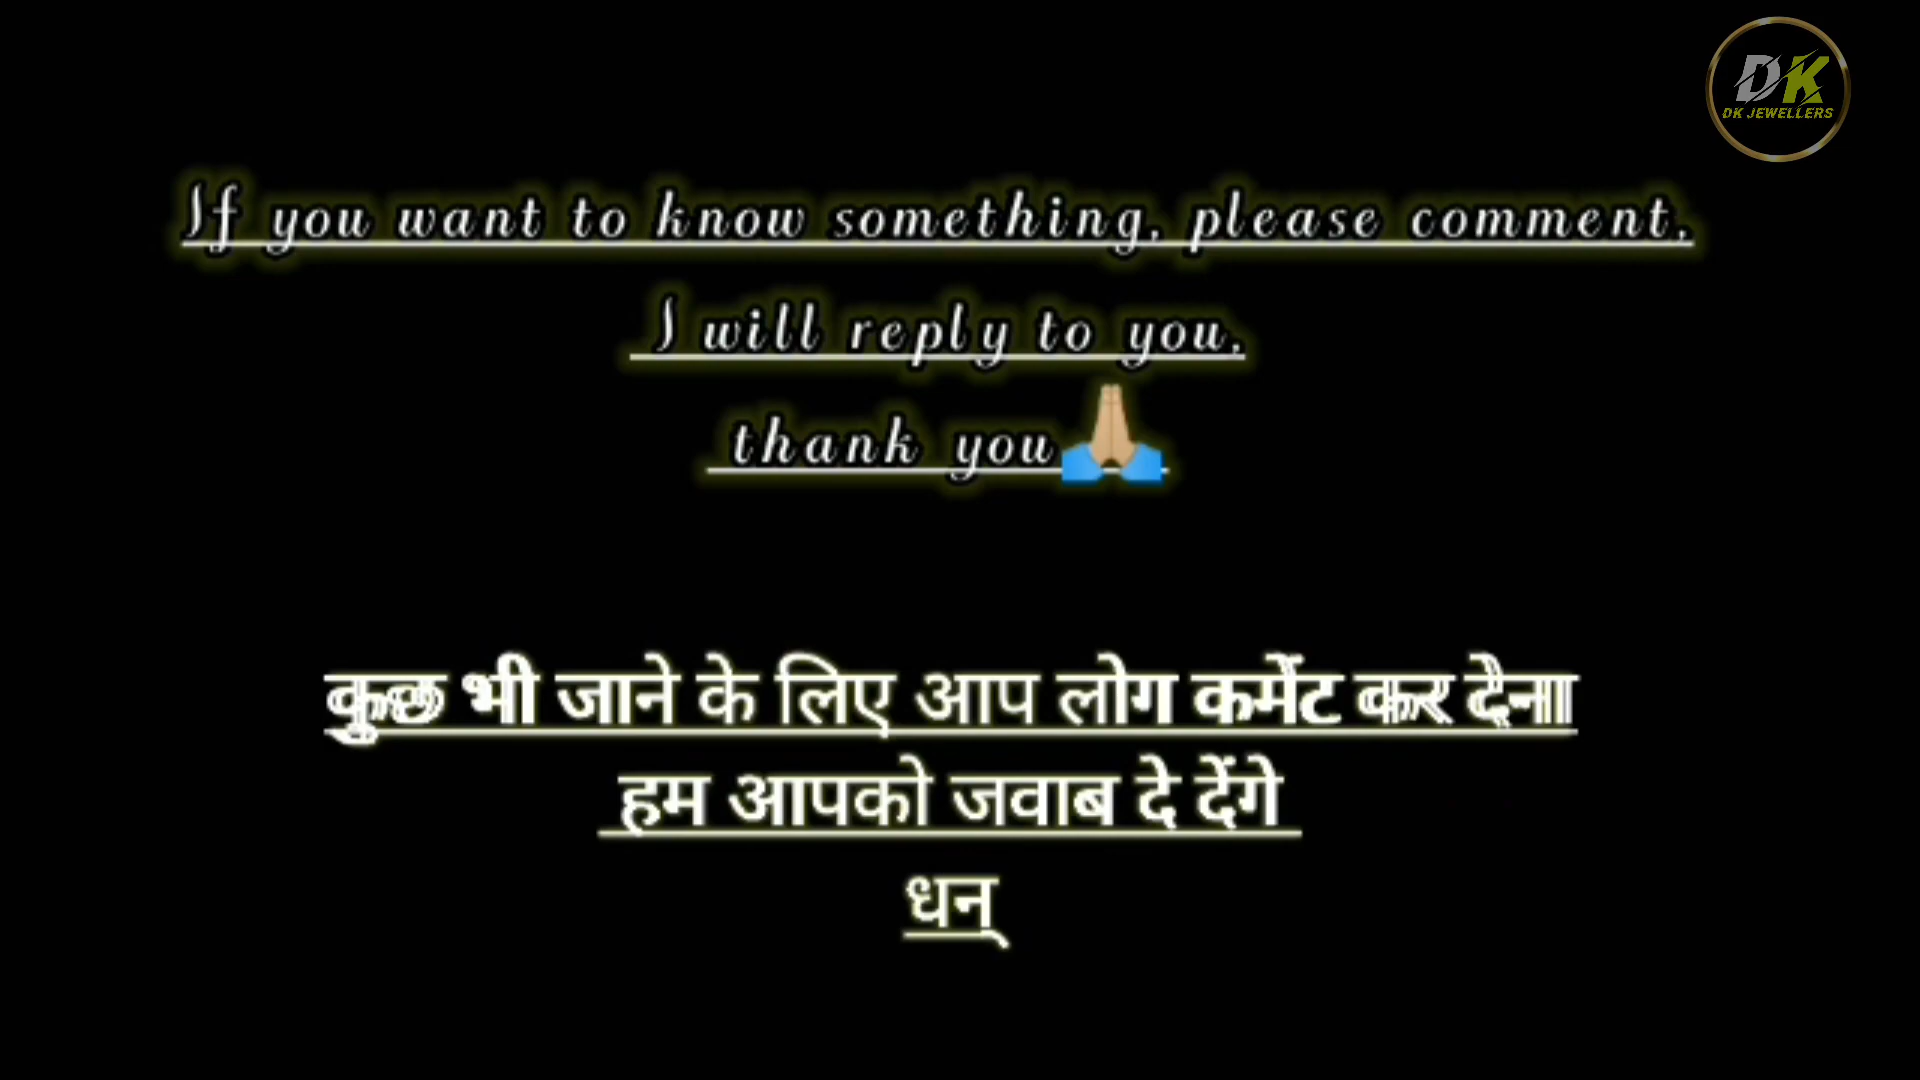 DK
DK JEWELLERS
If you want to know something, please comment,
I will reply to you,
thank you🙏🏼
कुछ भी जाने के लिए आप लोग कमेंट कर देना
हम आपको जवाब दे देंगे
धन्